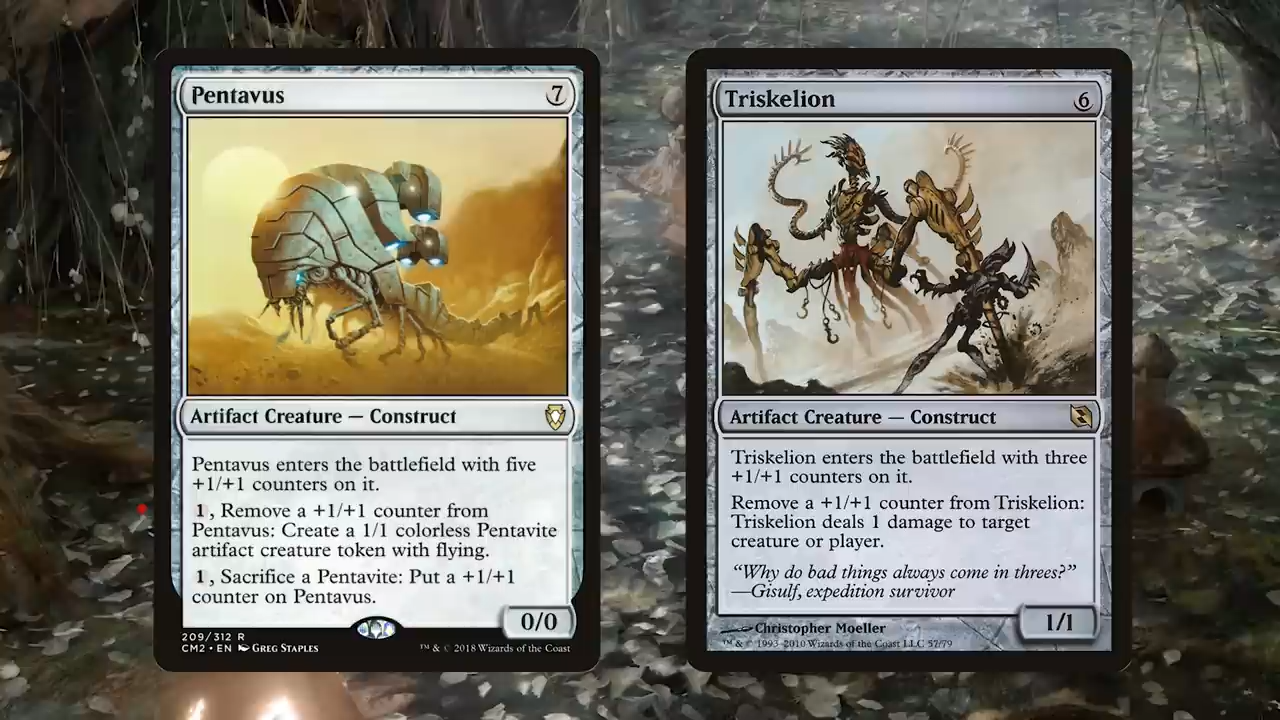 Pentavus 7
Artifact Creature — Construct
Pentavus enters the battlefield with five
+1/+1 counters on it.
1, Remove a +1/+1 counter from
Pentavus: Create a 1/1 colorless Pentavite
artifact creature token with flying.
1, Sacrifice a Pentavite: Put a +1/+1
counter on Pentavus.
0/0
209/312 R
CM2 • EN Greg Staples
™ & © 2018 Wizards of the Coast
Triskelion 6
Artifact Creature — Construct
Triskelion enters the battlefield with three
+1/+1 counters on it.
Remove a +1/+1 counter from Triskelion:
Triskelion deals 1 damage to target
creature or player.
“Why do bad things always come in threes?”
—Gisulf, expedition survivor
1/1
Christopher Moeller
™ & © 1993–2010 Wizards of the Coast LLC 57/79